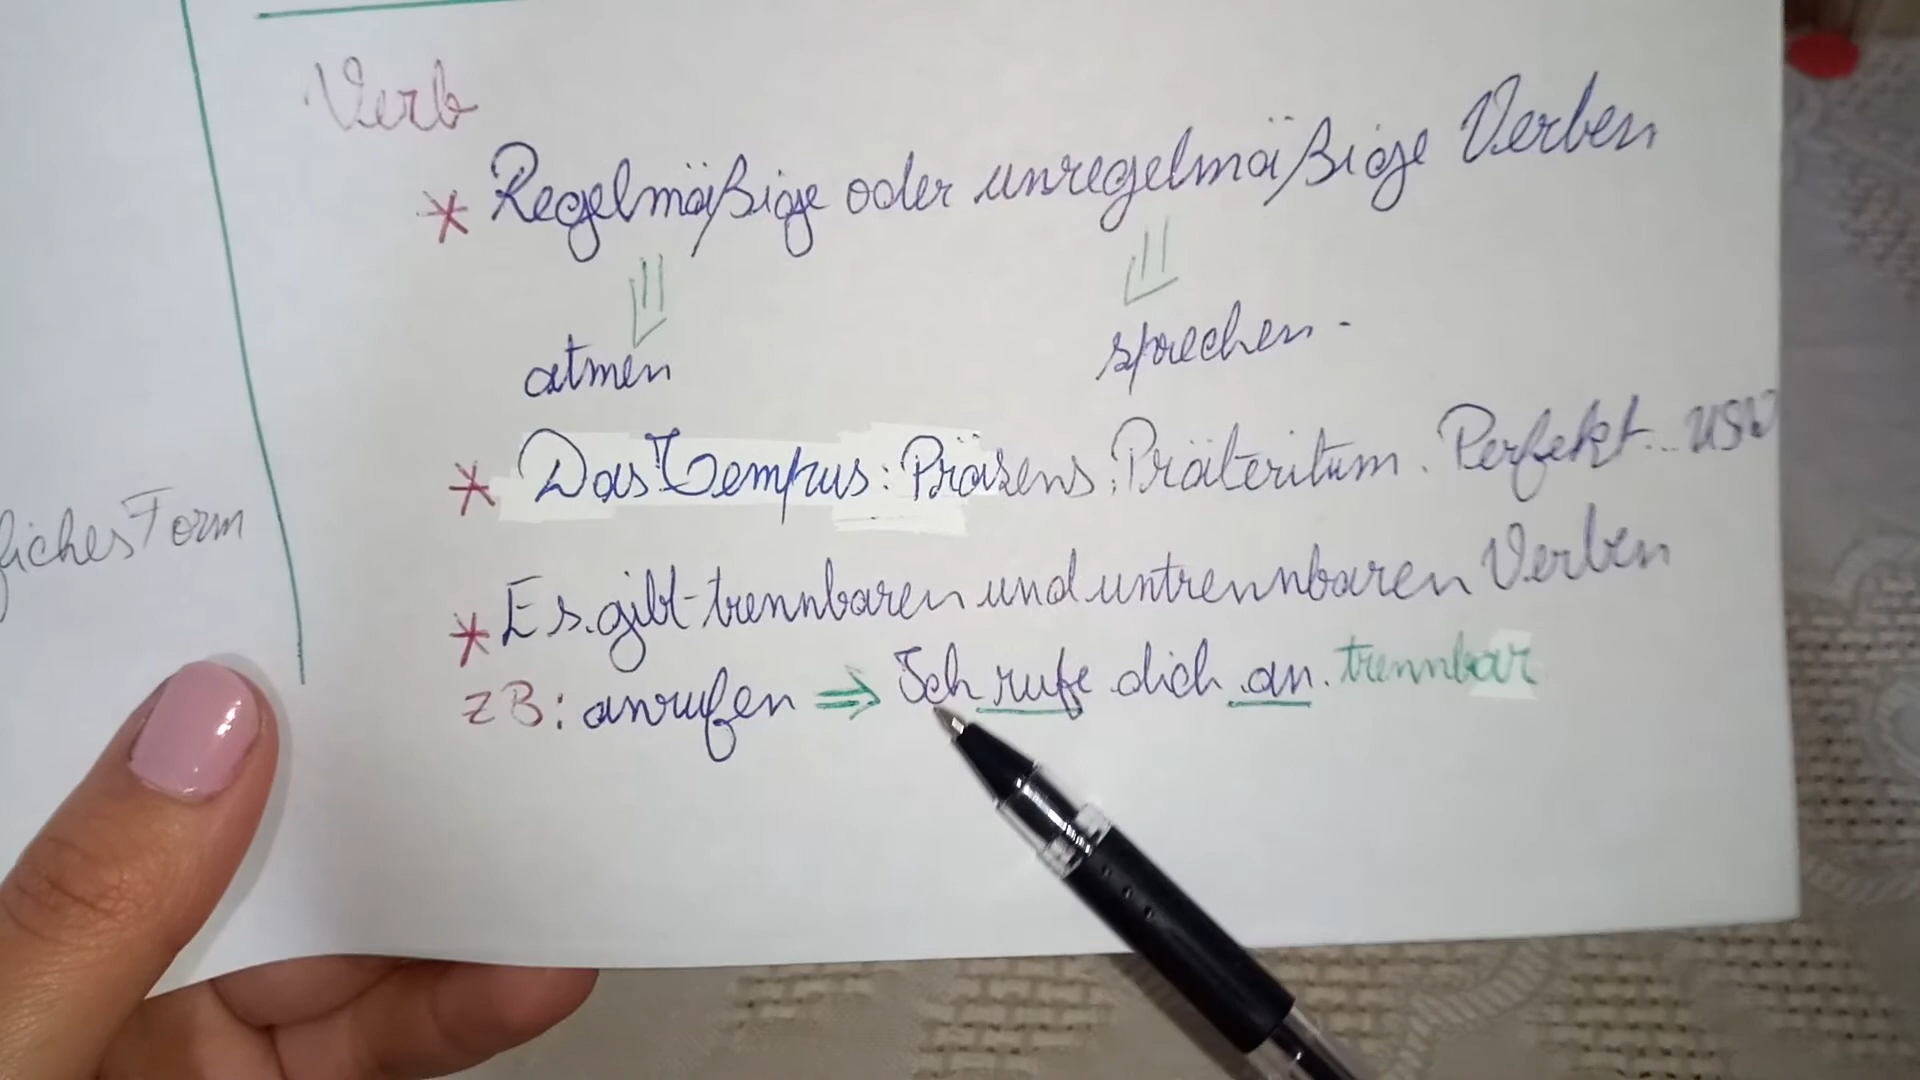 Verb
* Regelmäßige oder unregelmäßige Verben
atmen
sprechen.
* Das Tempus: Präsens, Präteritum. Perfekt... usw
* Es gibt trennbaren und untrennbaren Verben
zB: anrufen ⇒ Ich rufe dich an. trennbar
Form